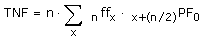 TNF = n · ∑ₓ ₙffₓ · ₓ₊₍ₙ/₂₎PF₀